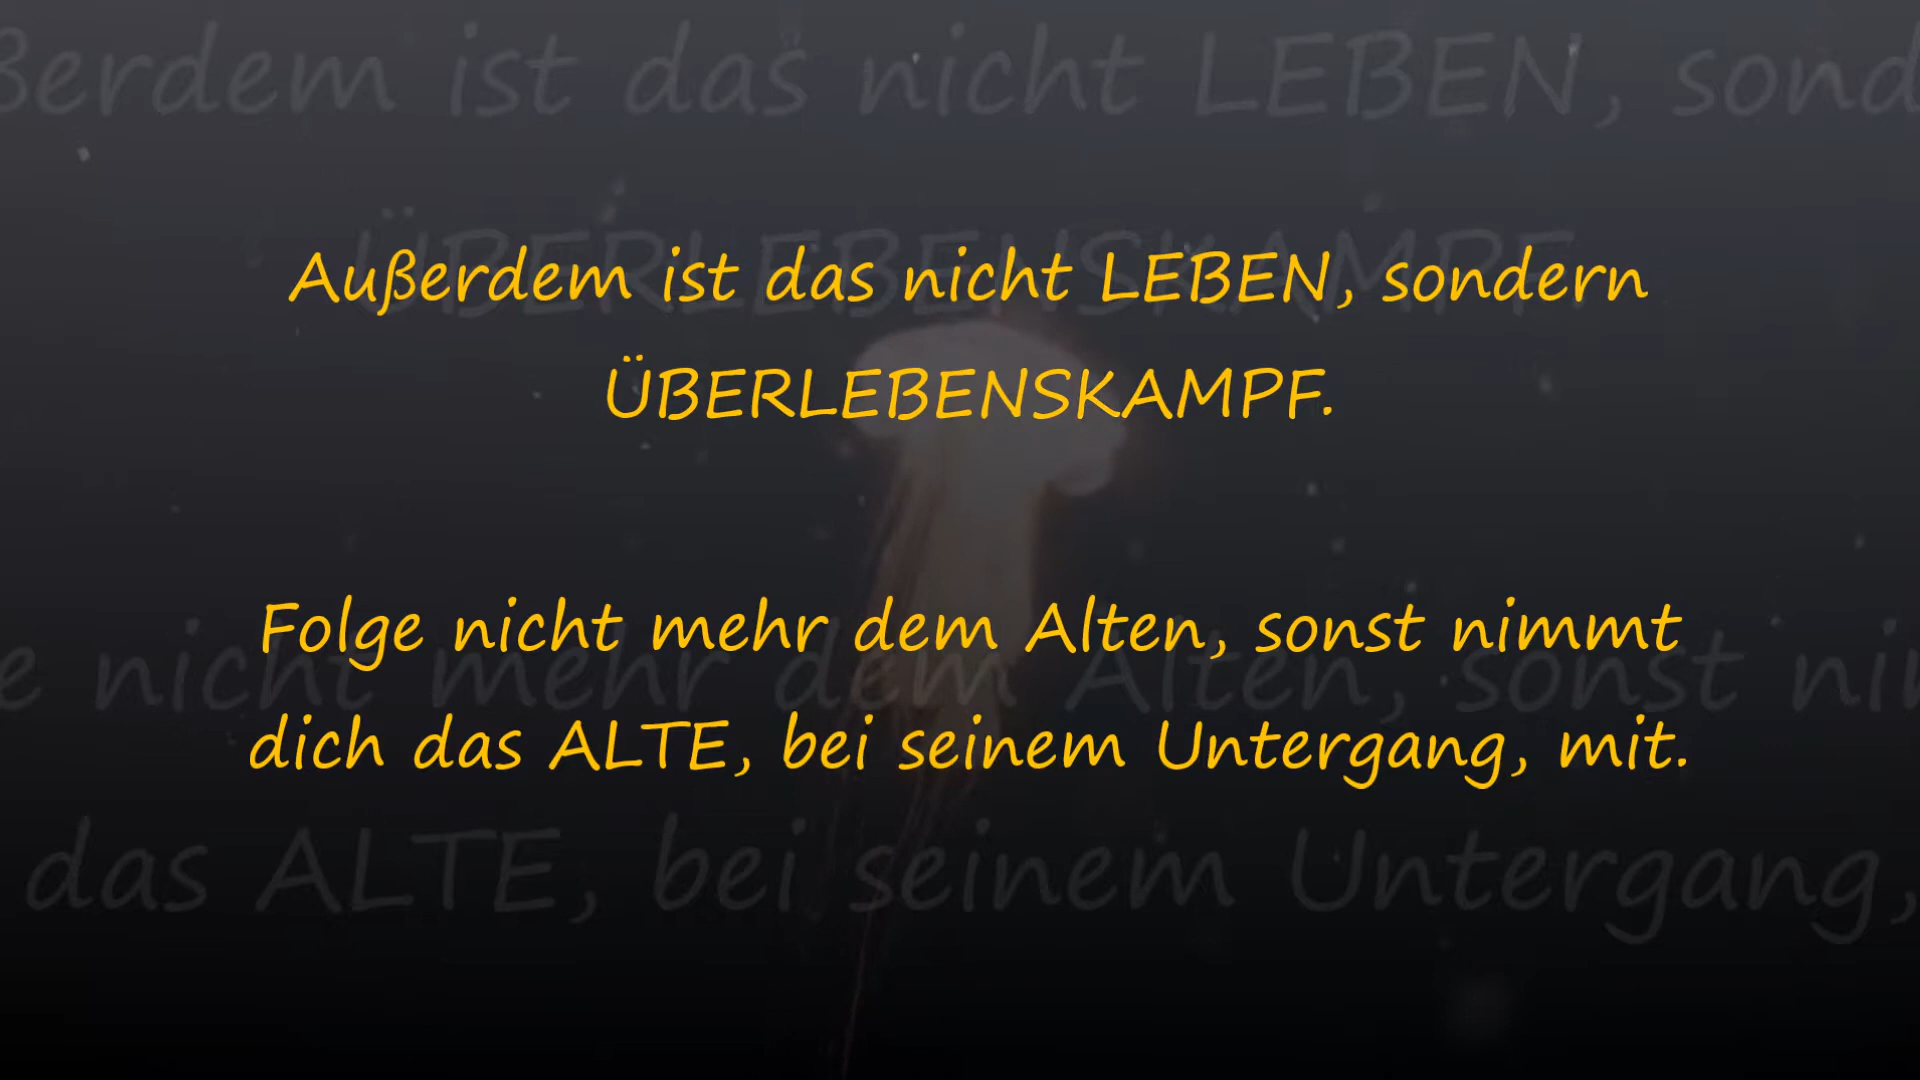 Außerdem ist das nicht LEBEN, sondern
ÜBERLEBENSKAMPF.
Folge nicht mehr dem Alten, sonst nimmt
dich das ALTE, bei seinem Untergang, mit.